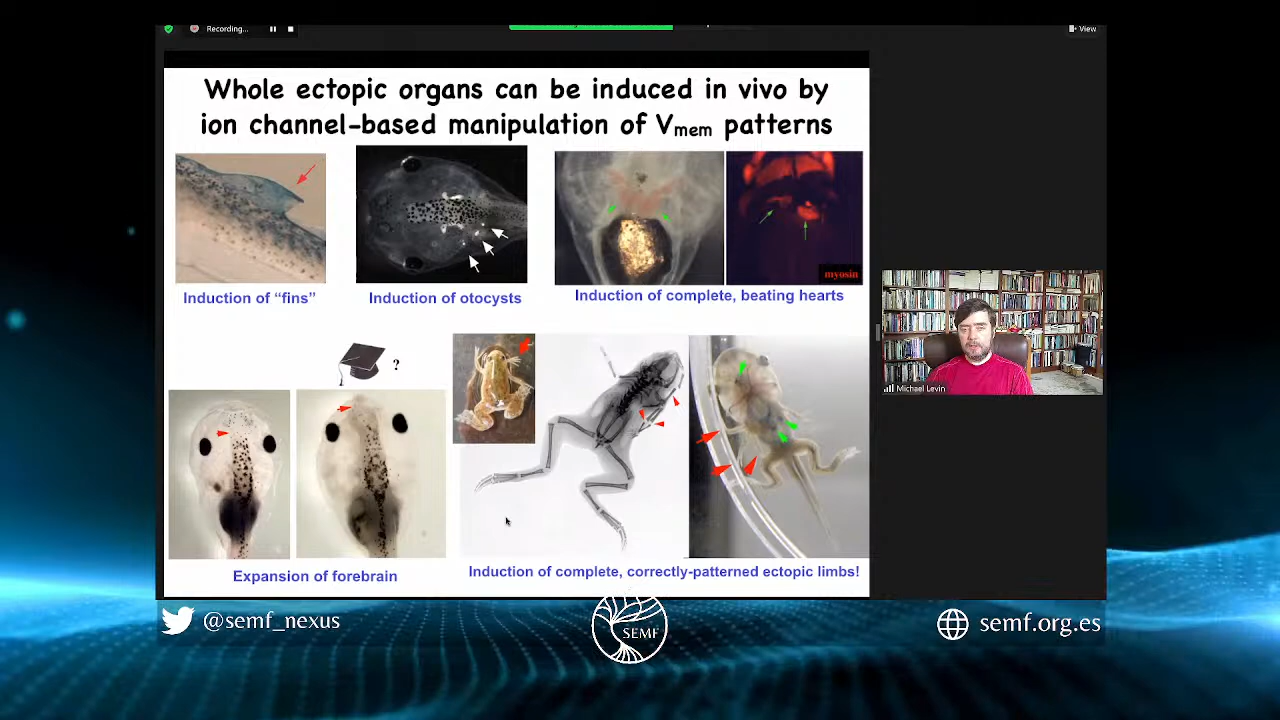 Recording...
View
Whole ectopic organs can be induced in vivo by
ion channel-based manipulation of Vmem patterns
myosin
Induction of “fins”
Induction of otocysts
Induction of complete, beating hearts
?
Michael Levin
Expansion of forebrain
Induction of complete, correctly-patterned ectopic limbs!
@semf_nexus
SEMF
semf.org.es